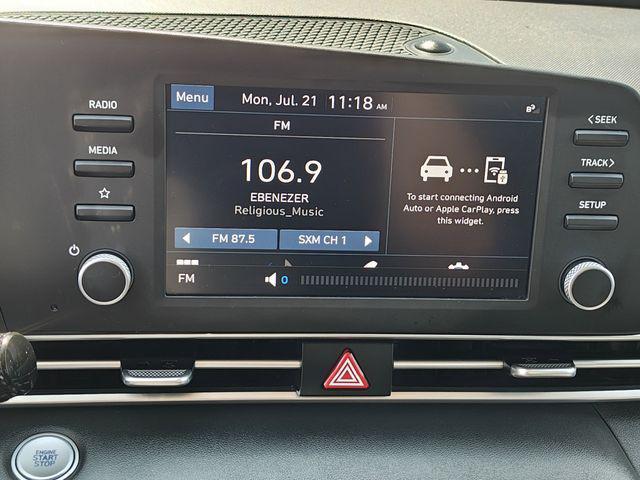 RADIO
MEDIA
Menu
Mon, Jul. 21 11:18 AM
FM
106.9
EBENEZER
Religious_Music
FM 87.5
SXM CH 1
To start connecting Android
Auto or Apple CarPlay, press
this widget.
FM
0
<SEEK
TRACK>
SETUP
ENGINE
START
STOP